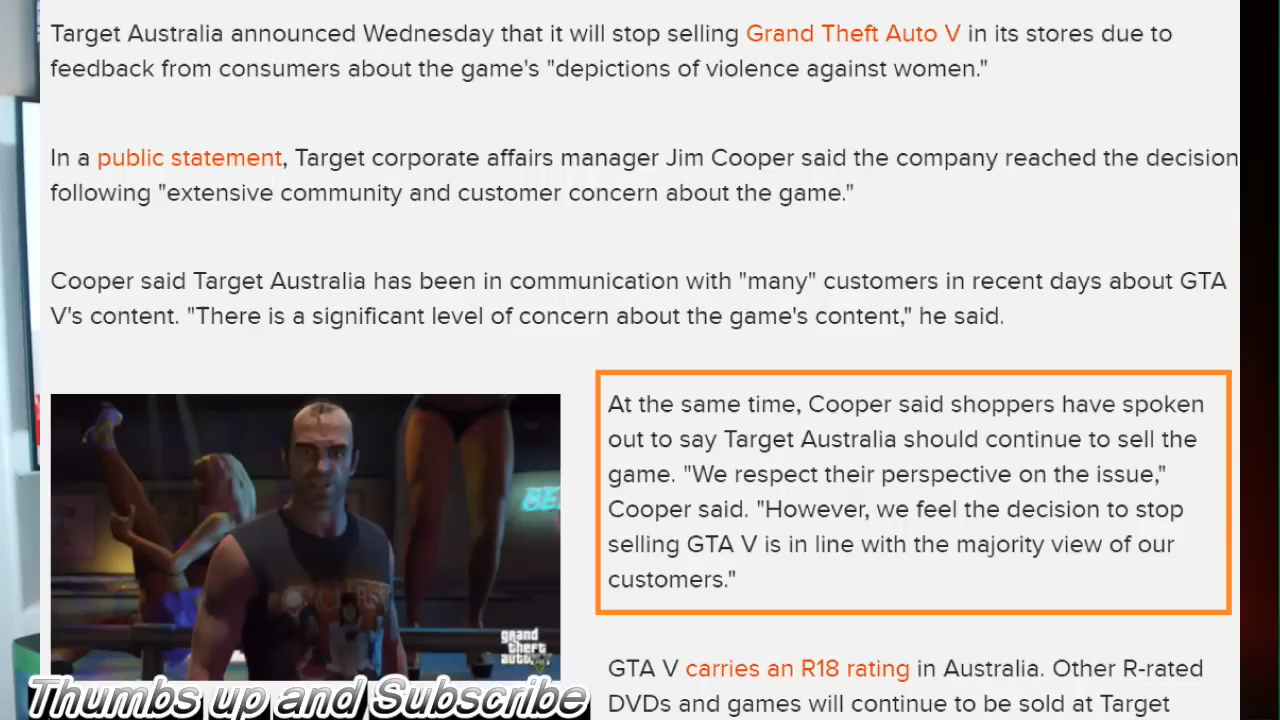 Target Australia announced Wednesday that it will stop selling Grand Theft Auto V in its stores due to
feedback from consumers about the game's "depictions of violence against women."
In a public statement, Target corporate affairs manager Jim Cooper said the company reached the decision
following "extensive community and customer concern about the game."
Cooper said Target Australia has been in communication with "many" customers in recent days about GTA
V's content. "There is a significant level of concern about the game's content," he said.
At the same time, Cooper said shoppers have spoken
out to say Target Australia should continue to sell the
game. "We respect their perspective on the issue,"
Cooper said. "However, we feel the decision to stop
selling GTA V is in line with the majority view of our
customers."
grand
theft
auto V
GTA V carries an R18 rating in Australia. Other R-rated
DVDs and games will continue to be sold at Target
Thumbs up and Subscribe